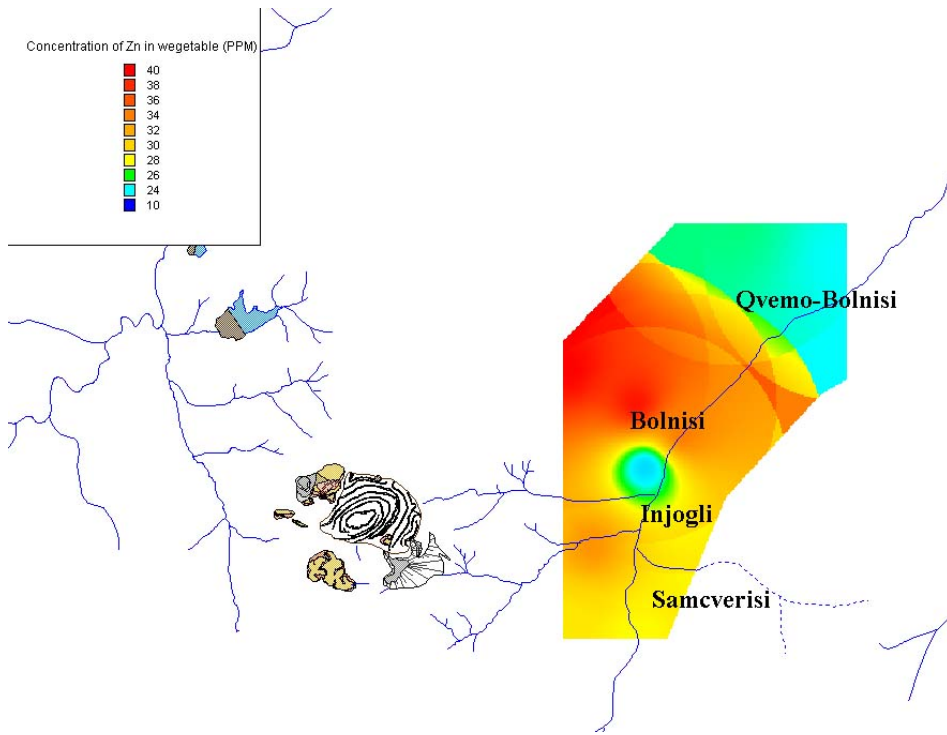 Concentration of Zn in wegetable (PPM)
40
38
36
34
32
30
28
26
24
10
Qvemo-Bolnisi
Bolnisi
Injogli
Samcverisi